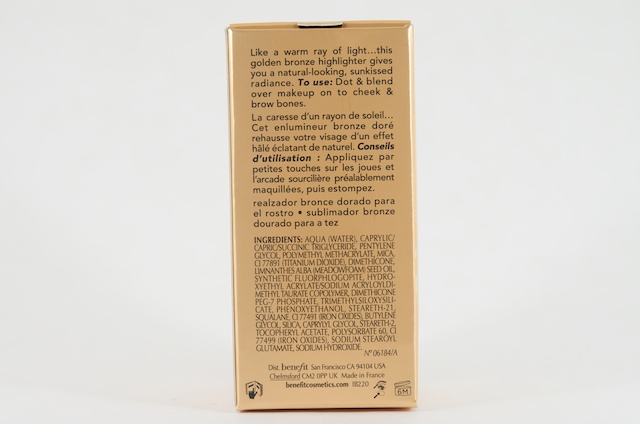 Like a warm ray of light...this
golden bronze highlighter gives
you a natural-looking, sunkissed
radiance. To use: Dot & blend
over makeup on to cheek &
brow bones.
La caresse d'un rayon de soleil...
Cet enlumineur bronze doré
rehausse votre visage d'un effet
hâlé éclatant de naturel. Conseils
d'utilisation : Appliquez par
petites touches sur les joues et
l'arcade sourcilière préalablement
maquillées, puis estompez.
realzador bronce dorado para
el rostro • sublimador bronze
dourado para a tez
INGREDIENTS: AQUA (WATER), CAPRYLIC/
CAPRIC/SUCCINIC TRIGLYCERIDE, PENTYLENE
GLYCOL, POLYMETHYL METHACRYLATE, MICA,
CI 77891 (TITANIUM DIOXIDE), DIMETHICONE,
LIMNANTHES ALBA (MEADOWFOAM) SEED OIL,
SYNTHETIC FLUORPHLOGOPITE, HYDRO-
XYETHYL ACRYLATE/SODIUM ACRYLOYLDI-
METHYL TAURATE COPOLYMER, DIMETHICONE
PEG-7 PHOSPHATE, TRIMETHYLSILOXYSILI-
CATE, PHENOXYETHANOL, STEARETH-21,
SQUALANE, CI 77491 (IRON OXIDES), BUTYLENE
GLYCOL, SILICA, CAPRYLYL GLYCOL, STEARETH-2,
TOCOPHERYL ACETATE, POLYSORBATE 60, CI
77499 (IRON OXIDES), SODIUM STEAROYL
GLUTAMATE, SODIUM HYDROXIDE.
N° 06184/A
Dist. benefit San Francisco CA 94104 USA
Chelmsford CM2 0PP UK Made in France
benefitcosmetics.com 18220
6M